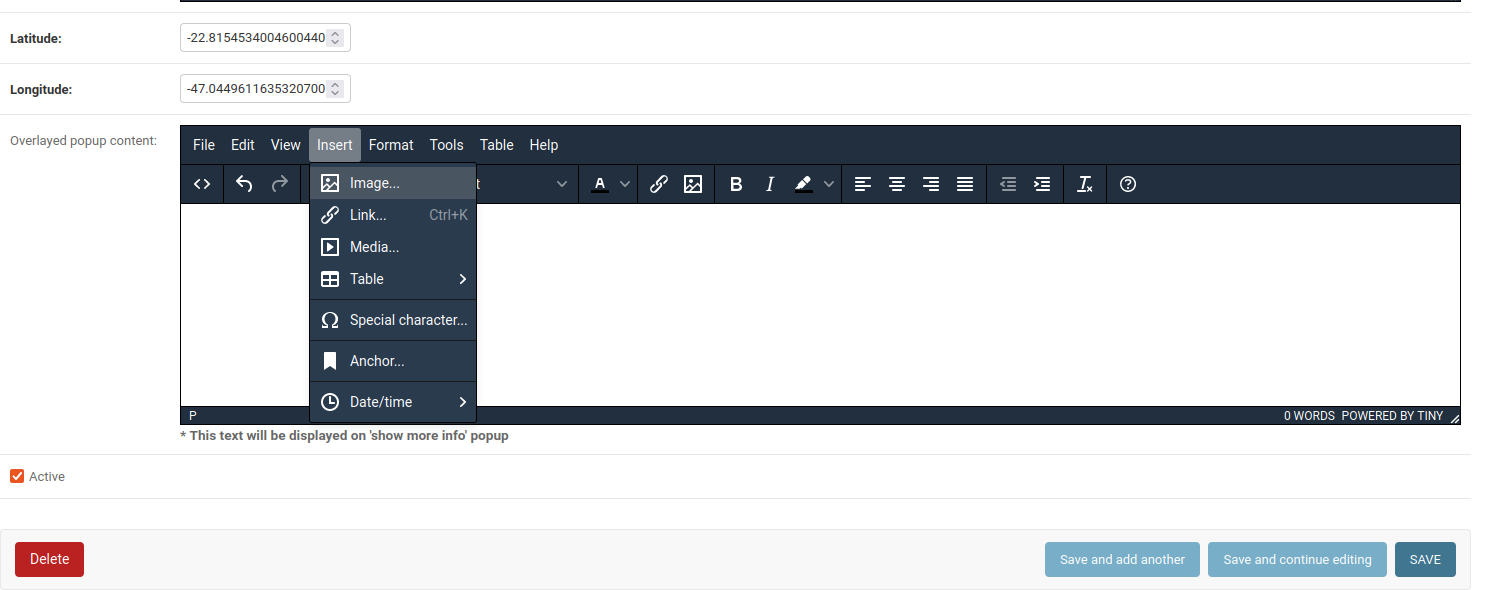 Latitude:
-22.8154534004600440
Longitude:
-47.0449611635320700
Overlayed popup content:
File Edit View Insert Format Tools Table Help
Image...
Link... Ctrl+K
Media...
Table
Special character...
Anchor...
Date/time
P
0 WORDS POWERED BY TINY
* This text will be displayed on 'show more info' popup
Active
Delete
Save and add another
Save and continue editing
SAVE